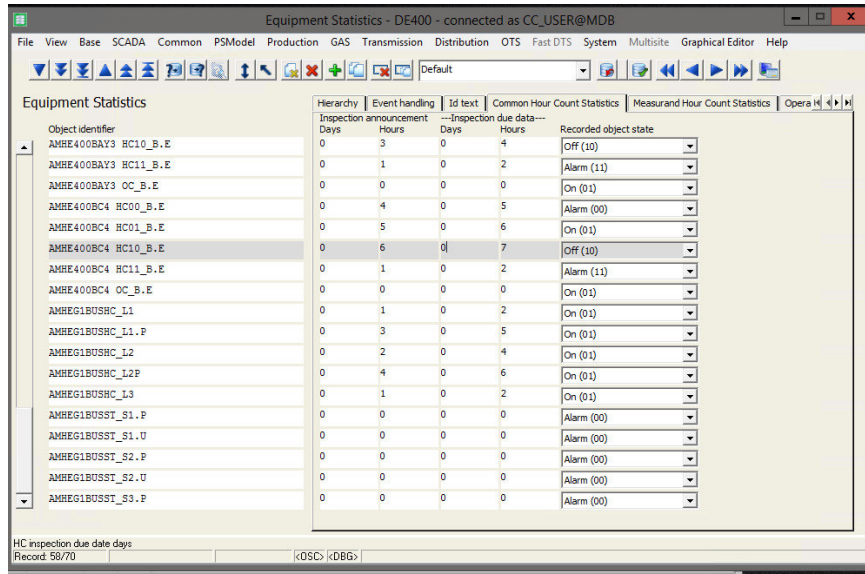 Equipment Statistics - DE400 - connected as CC_USER@MDB
File View Base SCADA Common PSModel Production GAS Transmission Distribution OTS Fast DTS System Multisite Graphical Editor Help
Default
Equipment Statistics
Hierarchy Event handling Id text Common Hour Count Statistics Measurand Hour Count Statistics Opera
Inspection announcement ---Inspection due data---
Object identifier Days Hours Days Hours Recorded object state
AMHE400BAY3 HC10_B.E 0 3 0 4 Off (10)
AMHE400BAY3 HC11_B.E 0 1 0 2 Alarm (11)
AMHE400BAY3 OC_B.E 0 0 0 0 On (01)
AMHE400BC4 HC00_B.E 0 4 0 5 Alarm (00)
AMHE400BC4 HC01_B.E 0 5 0 6 On (01)
AMHE400BC4 HC10_B.E 0 6 0 7 Off (10)
AMHE400BC4 HC11_B.E 0 1 0 2 Alarm (11)
AMHE400BC4 OC_B.E 0 0 0 0 On (01)
AMHEG1BUSHC_L1 0 1 0 2 On (01)
AMHEG1BUSHC_L1.P 0 3 0 5 On (01)
AMHEG1BUSHC_L2 0 2 0 4 On (01)
AMHEG1BUSHC_L2P 0 4 0 6 On (01)
AMHEG1BUSHC_L3 0 1 0 2 On (01)
AMHEG1BUSST_S1.P 0 0 0 0 Alarm (00)
AMHEG1BUSST_S1.U 0 0 0 0 Alarm (00)
AMHEG1BUSST_S2.P 0 0 0 0 Alarm (00)
AMHEG1BUSST_S2.U 0 0 0 0 Alarm (00)
AMHEG1BUSST_S3.P 0 0 0 0 Alarm (00)
HC inspection due date days
Record: 58/70 <OSC> <DBG>